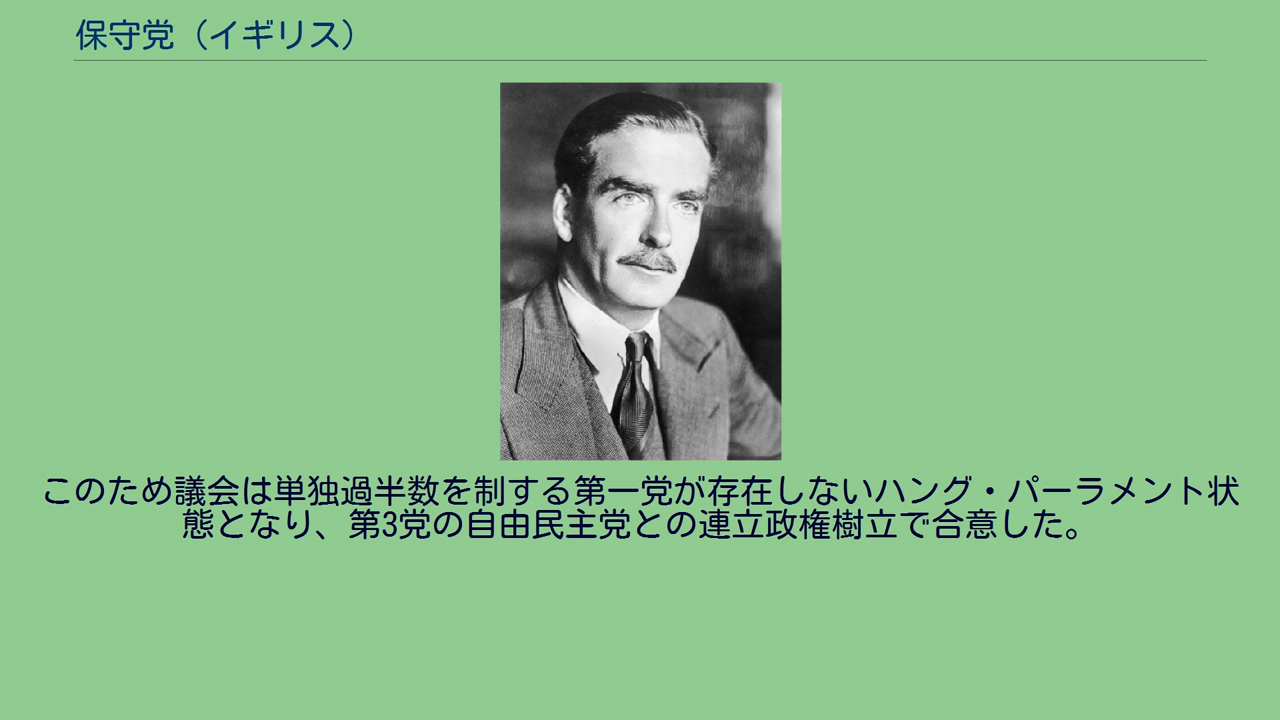 保守党（イギリス）
このため議会は単独過半数を制する第一党が存在しないハング・パーラメント状
態となり、第3党の自由民主党との連立政権樹立で合意した。